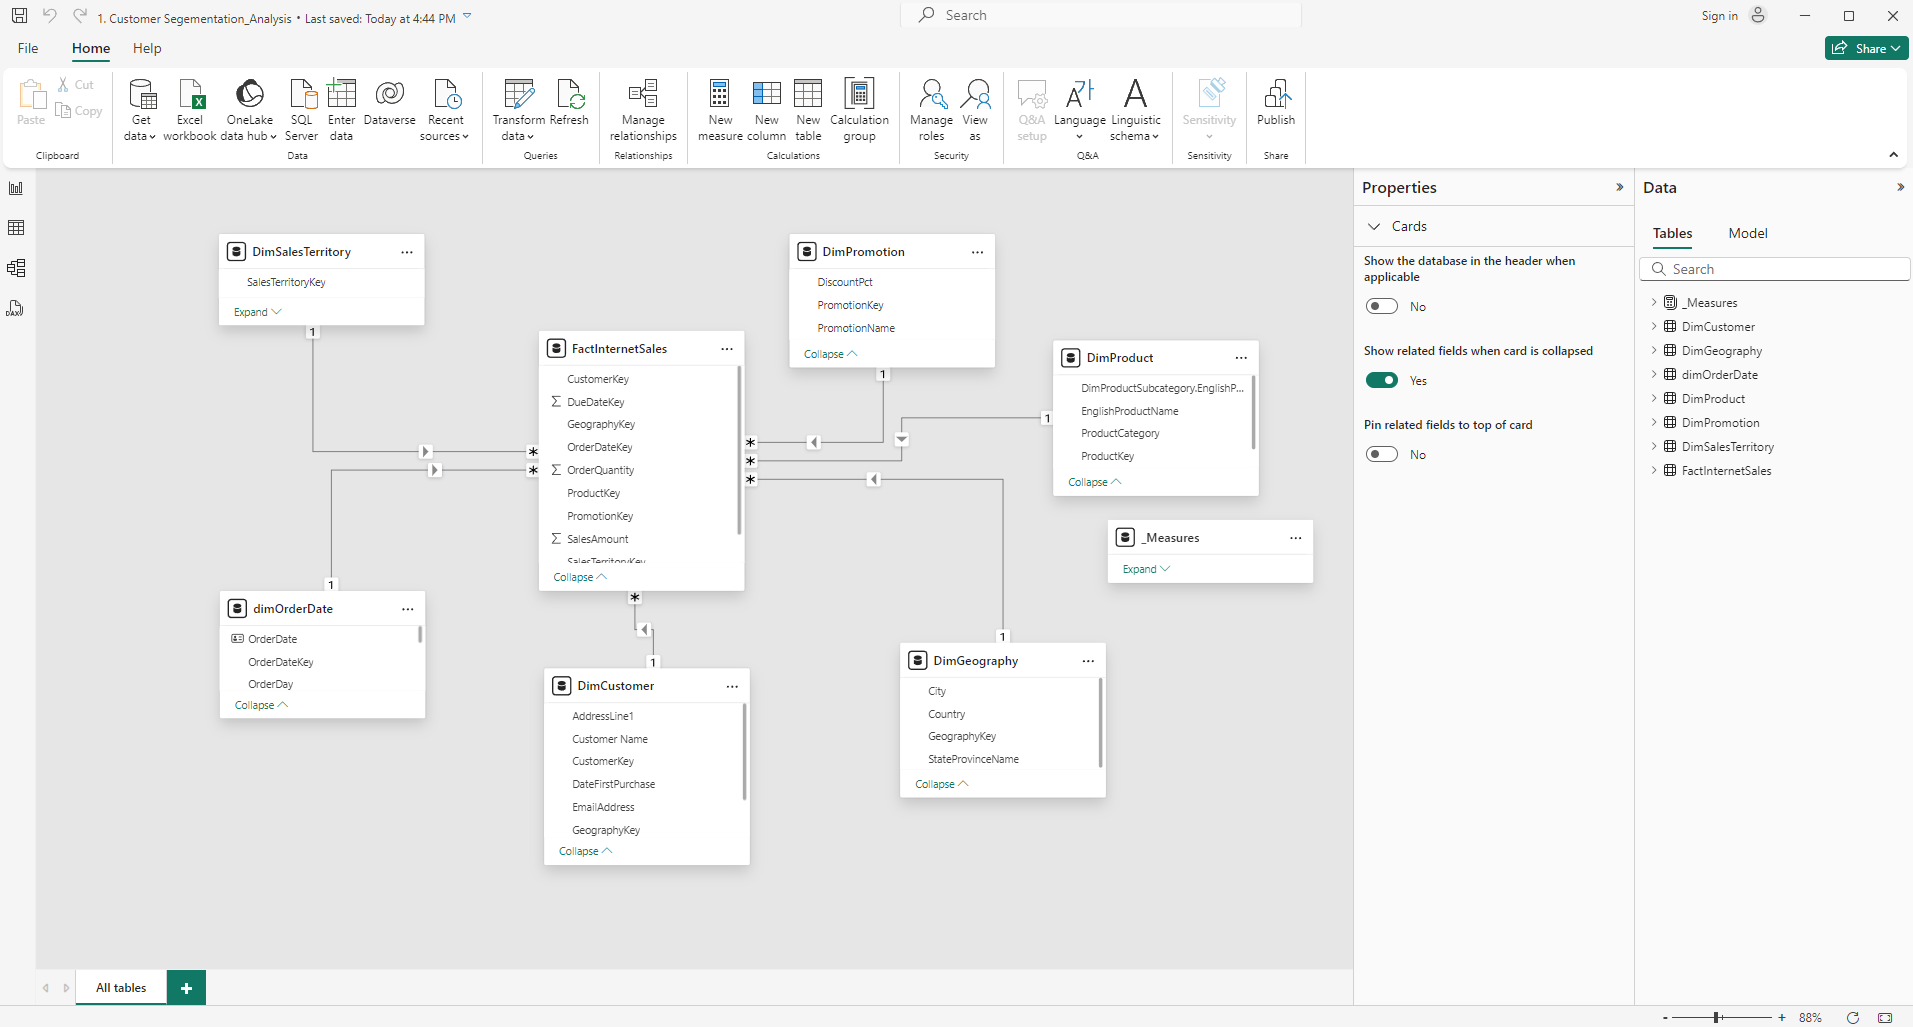 1. Customer Segementation_Analysis • Last saved: Today at 4:44 PM
Search
Sign in
File
Home
Help
Share
Paste
Cut
Copy
Clipboard
Get
data
Excel
workbook
OneLake
data hub
SQL
Server
Enter
data
Dataverse
Recent
sources
Data
Transform
data
Refresh
Queries
Manage
relationships
Relationships
New
measure
New
column
New
table
Calculation
group
Calculations
Manage
roles
View
as
Security
Q&A
setup
Language
Linguistic
schema
Q&A
Sensitivity
Sensitivity
Publish
Share
DAX
DimSalesTerritory
SalesTerritoryKey
Expand
1
DimPromotion
DiscountPct
PromotionKey
PromotionName
Collapse
1
FactInternetSales
CustomerKey
DueDateKey
GeographyKey
OrderDateKey
OrderQuantity
ProductKey
PromotionKey
SalesAmount
SalesTerritoryKey
Collapse
DimProduct
DimProductSubcategory.EnglishP...
EnglishProductName
ProductCategory
ProductKey
Collapse
1
_Measures
Expand
1
dimOrderDate
OrderDate
OrderDateKey
OrderDay
Collapse
1
DimCustomer
AddressLine1
Customer Name
CustomerKey
DateFirstPurchase
EmailAddress
GeographyKey
Collapse
1
DimGeography
City
Country
GeographyKey
StateProvinceName
Collapse
Properties
Cards
Show the database in the header when
applicable
No
Show related fields when card is collapsed
Yes
Pin related fields to top of card
No
Data
Tables
Model
Search
_Measures
DimCustomer
DimGeography
dimOrderDate
DimProduct
DimPromotion
DimSalesTerritory
FactInternetSales
All tables
+
- + 88%